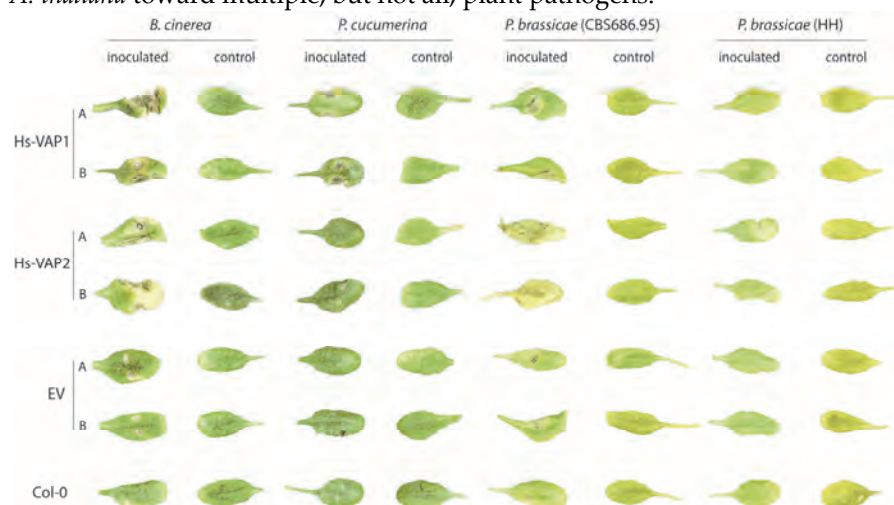 A. thaliana toward multiple, but not all, plant pathogens.
B. cinerea P. cucumerina P. brassicae (CBS686.95) P. brassicae (HH)
inoculated control inoculated control inoculated control inoculated control
A
Hs-VAP1
B
A
Hs-VAP2
B
A
EV
B
Col-0